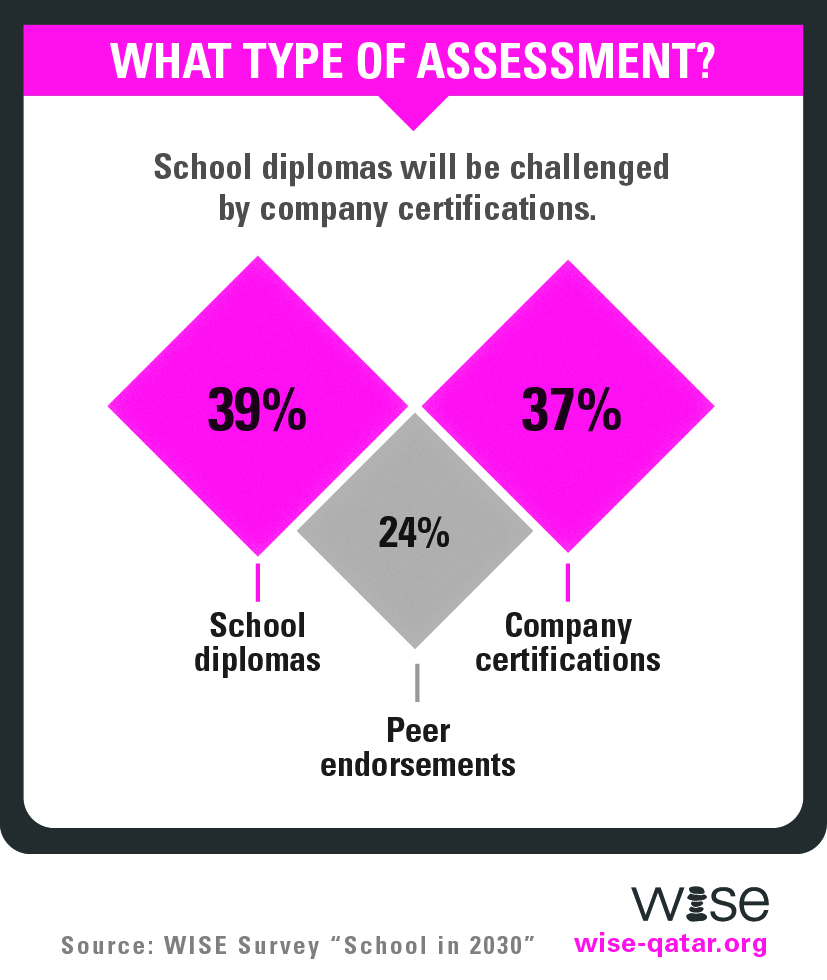 WHAT TYPE OF ASSESSMENT?
School diplomas will be challenged
by company certifications.
39%
37%
24%
School
diplomas
Company
certifications
Peer
endorsements
wise
Source: WISE Survey “School in 2030”
wise-qatar.org